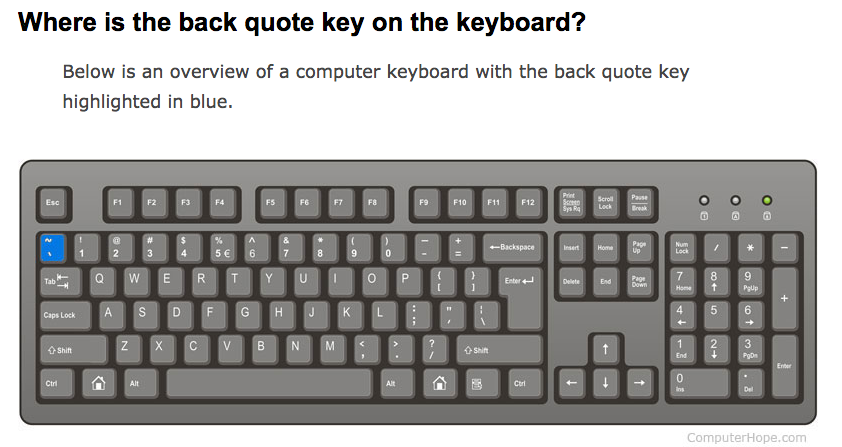 Where is the back quote key on the keyboard?
Below is an overview of a computer keyboard with the back quote key
highlighted in blue.
Esc F1 F2 F3 F4 F5 F6 F7 F8 F9 F10 F11 F12 Print Screen Sys Rq Scroll Lock Pause Break
1 A
~ ` ! 1 @ 2 # 3 $ 4 % 5 € ^ 6 & 7 * 8 ( 9 ) 0 _ - + = ←Backspace Insert Home Page Up Num Lock / * −
Tab Q W E R T Y U I O P { [ } ] Enter Delete End Page Down 7 Home 8 ↑ 9 PgUp +
Caps Lock A S D F G H J K L : ; " , ¦ \ 4 ← 5 6 →
⇧ Shift Z X C V B N M < , > . ? / ⇧ Shift ↑ 1 End 2 ↓ 3 PgDn Enter
Ctrl Alt Alt Ctrl ← ↓ → 0 Ins . Del
ComputerHope.com